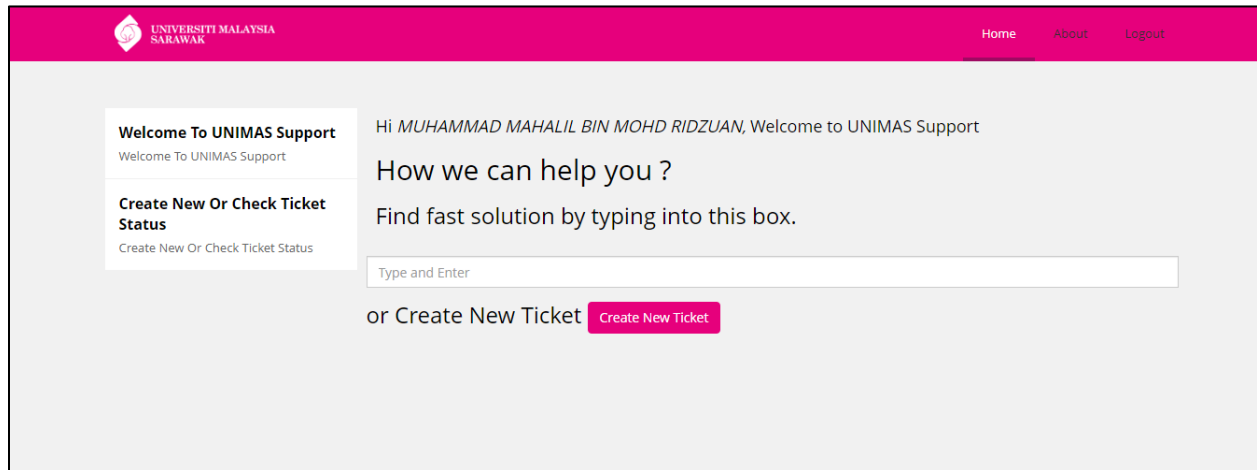 UNIVERSITI MALAYSIA
SARAWAK
Home About Logout
Welcome To UNIMAS Support
Welcome To UNIMAS Support
Create New Or Check Ticket
Status
Create New Or Check Ticket Status
Hi MUHAMMAD MAHALIL BIN MOHD RIDZUAN, Welcome to UNIMAS Support
How we can help you ?
Find fast solution by typing into this box.
Type and Enter
or Create New Ticket Create New Ticket